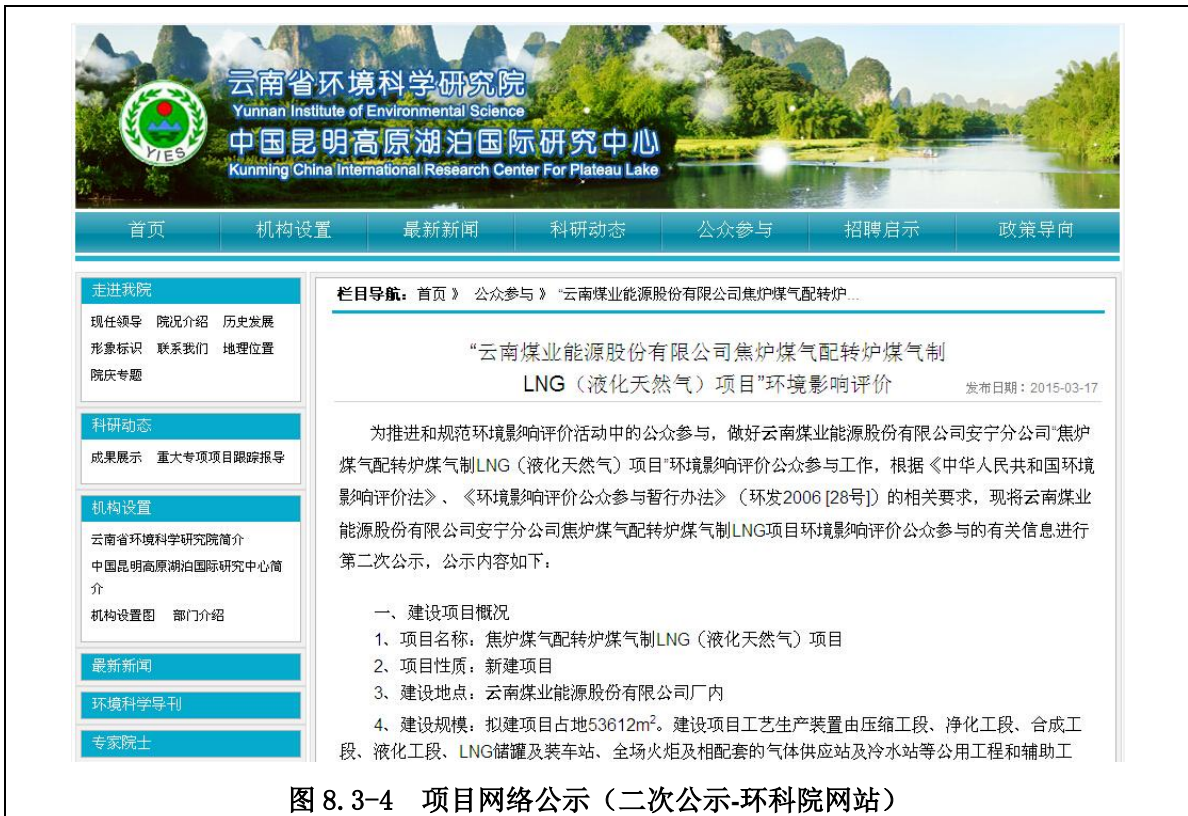 云南省环境科学研究院
Yunnan Institute of Environmental Science
中国昆明高原湖泊国际研究中心
Kunming China International Research Center For Plateau Lake
YIES
首页 机构设置 最新新闻 科研动态 公众参与 招聘启示 政策导向
走进我院
现任领导 院况介绍 历史发展
形象标识 联系我们 地理位置
院庆专题
科研动态
成果展示 重大专项项目跟踪报导
机构设置
云南省环境科学研究院简介
中国昆明高原湖泊国际研究中心简
介
机构设置图 部门介绍
最新新闻
环境科学导刊
专家院士
栏目导航：首页 》 公众参与 》 “云南煤业能源股份有限公司焦炉煤气配转炉...
“云南煤业能源股份有限公司焦炉煤气配转炉煤气制
LNG（液化天然气）项目”环境影响评价 发布日期：2015-03-17
为推进和规范环境影响评价活动中的公众参与，做好云南煤业能源股份有限公司安宁分公司“焦炉
煤气配转炉煤气制LNG（液化天然气）项目”环境影响评价公众参与工作，根据《中华人民共和国环境
影响评价法》、《环境影响评价公众参与暂行办法》（环发2006 [28号]）的相关要求，现将云南煤业
能源股份有限公司安宁分公司焦炉煤气配转炉煤气制LNG项目环境影响评价公众参与的有关信息进行
第二次公示，公示内容如下：
一、建设项目概况
1、项目名称：焦炉煤气配转炉煤气制LNG（液化天然气）项目
2、项目性质：新建项目
3、建设地点：云南煤业能源股份有限公司厂内
4、建设规模：拟建项目占地53612m²。建设项目工艺生产装置由压缩工段、净化工段、合成工
段、液化工段、LNG储罐及装车站、全场火炬及相配套的气体供应站及冷水站等公用工程和辅助工
图 8.3-4 项目网络公示（二次公示-环科院网站）